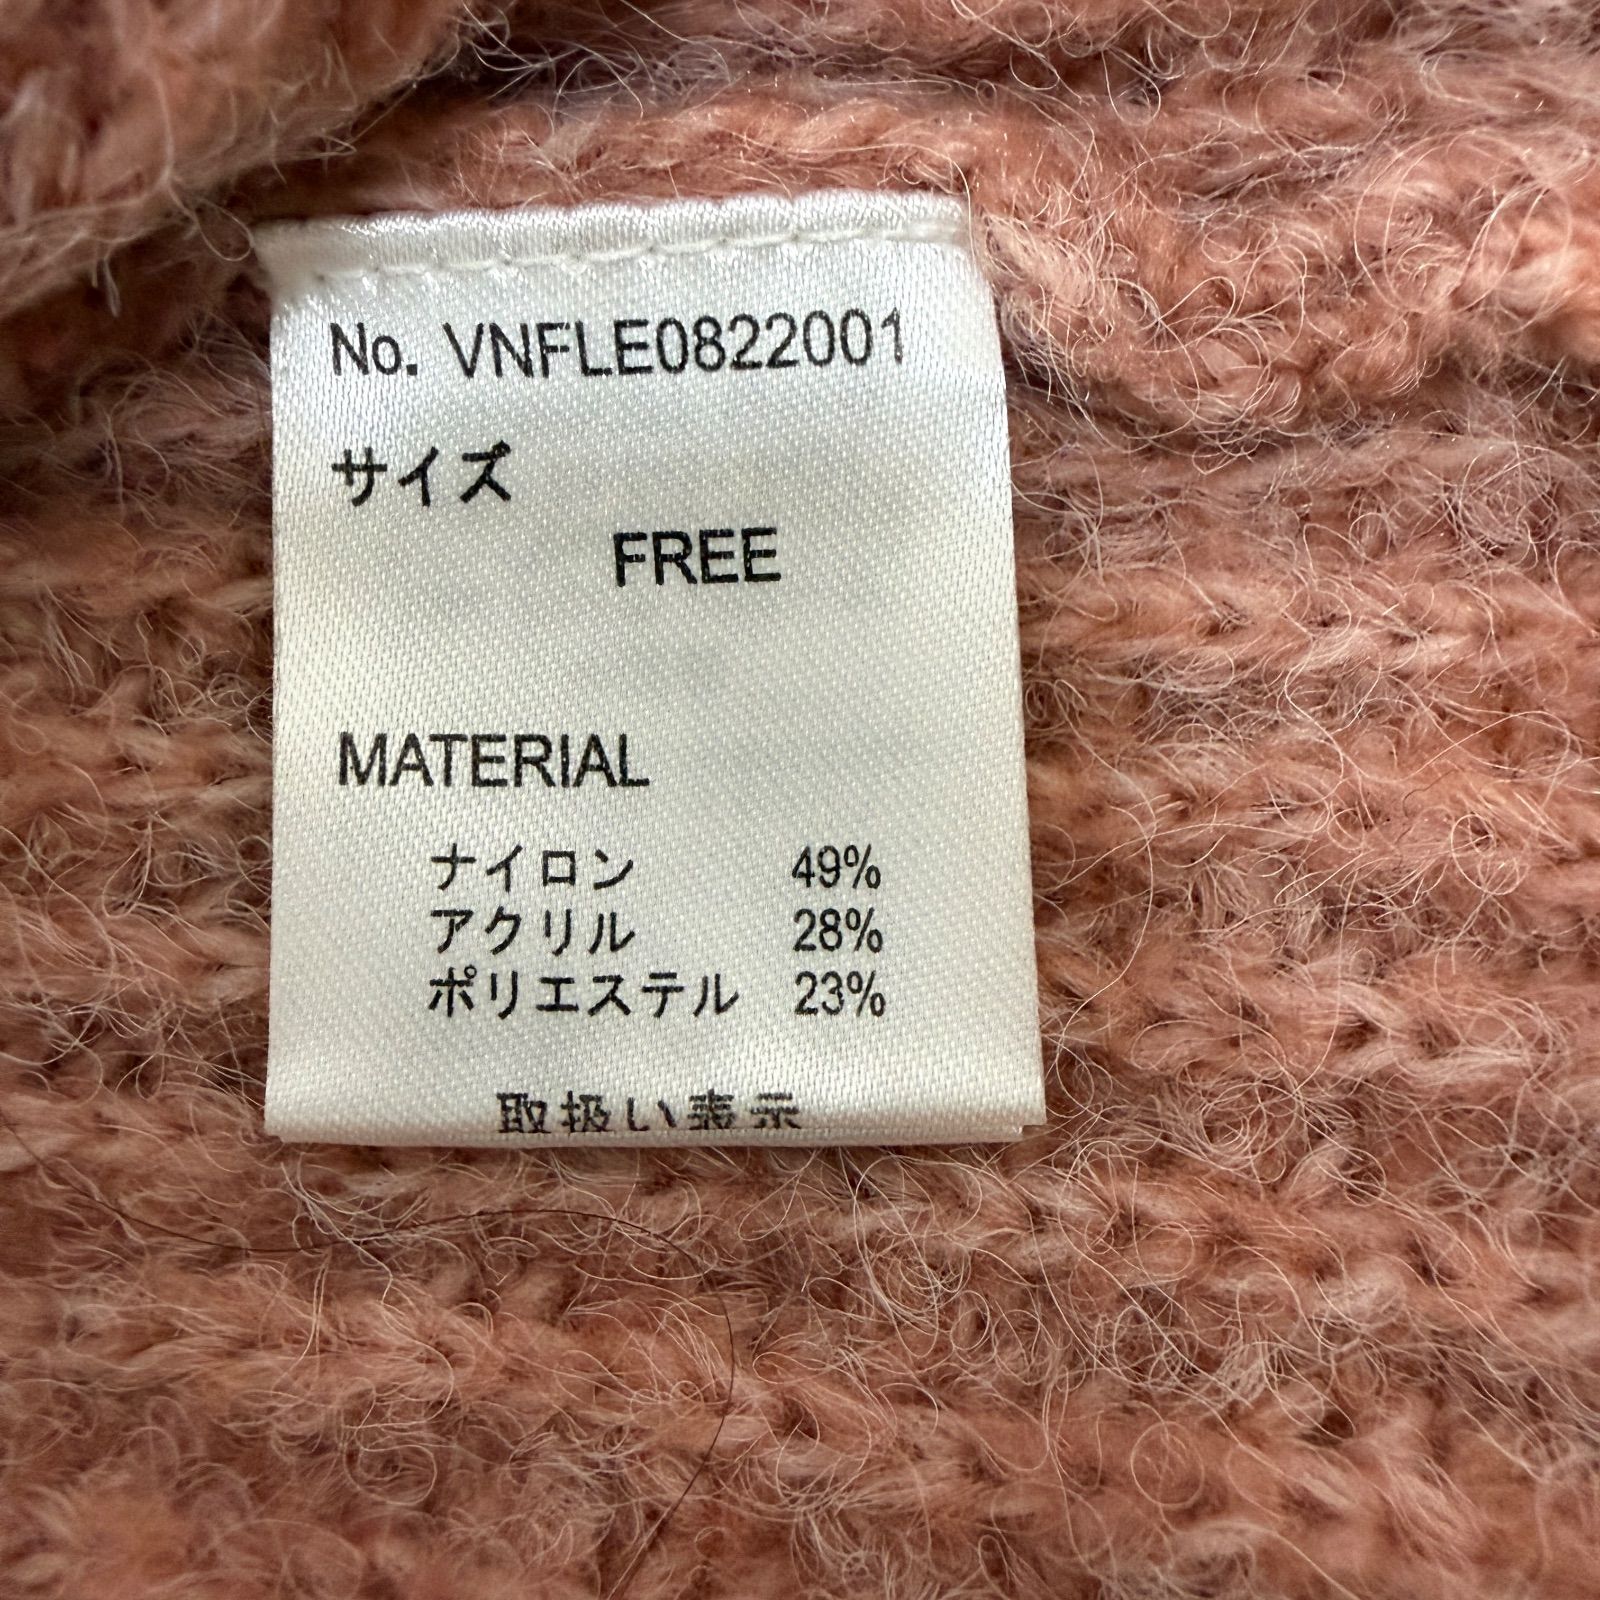 No. VNFLE0822001
サイズ
FREE
MATERIAL
ナイロン 49%
アクリル 28%
ポリエステル 23%
取扱い表示